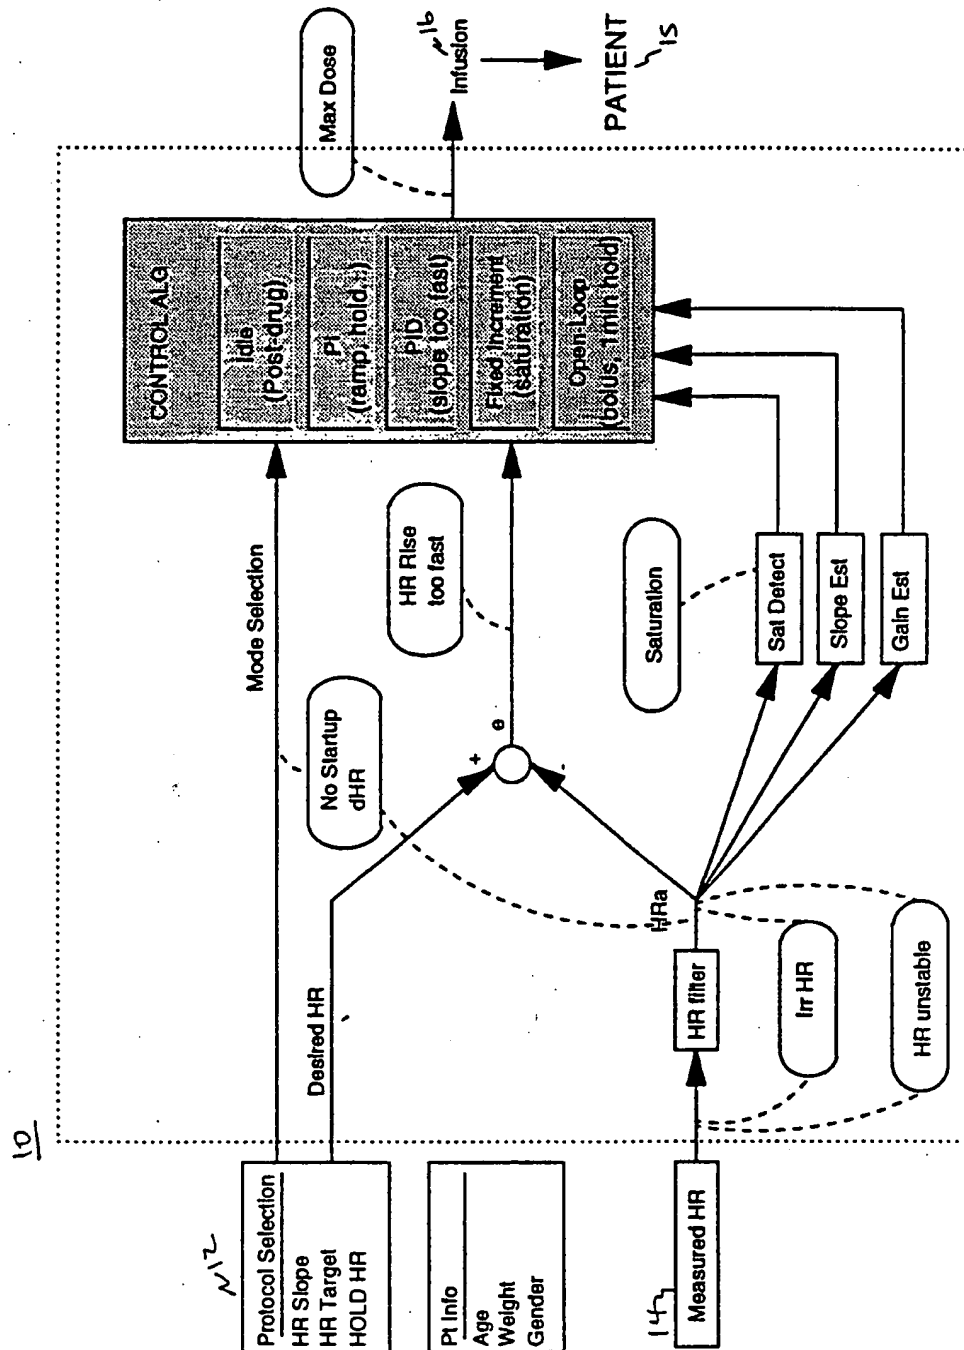 10
~12
Protocol Selection
HR Slope
HR Target
HOLD HR
Pt Info
Age
Weight
Gender
14
Measured HR
Mode Selection
Desired HR
No Startup
dHR
+
-
e
HR Rise
too fast
HRa
HR filter
Irr HR
HR unstable
Saturation
Sat Detect
Slope Est
Gain Est
CONTROL ALG
Idle
(Post-drug)
PI
(ramp, hold...)
PID
(slope too fast)
Fixed Increment
(saturation)
Open-Loop
(bolus, 1min hold)
Max Dose
~16
Infusion
PATIENT
15